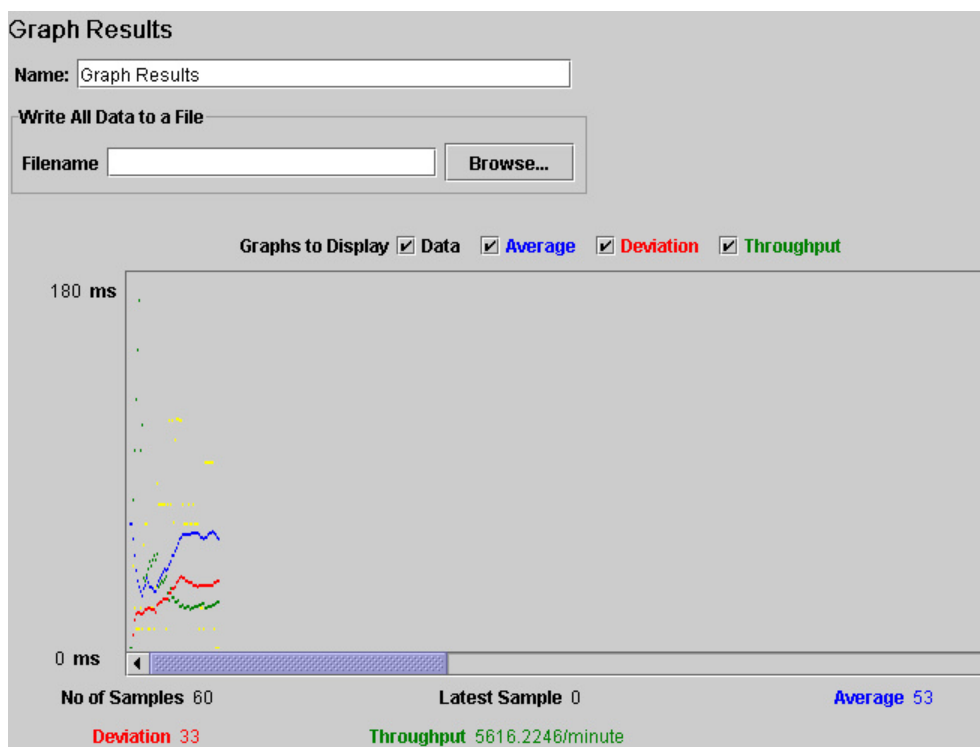 Graph Results
Name: Graph Results
Write All Data to a File
Filename Browse...
Graphs to Display Data Average Deviation Throughput
180 ms
0 ms
No of Samples 60 Latest Sample 0 Average 53
Deviation 33 Throughput 5616.2246/minute